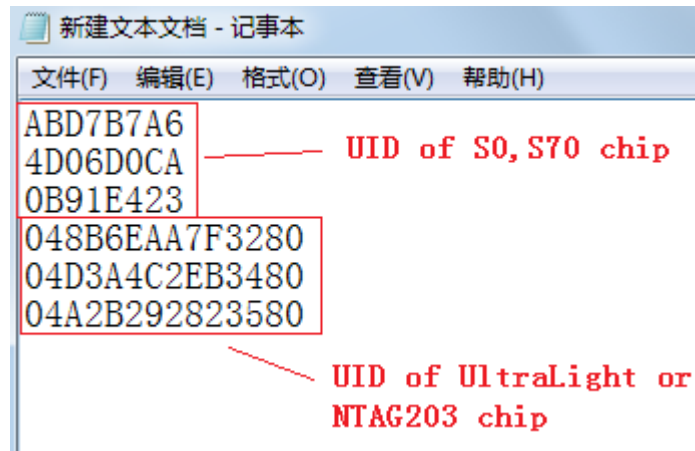 新建文本文档 - 记事本
文件(F) 编辑(E) 格式(O) 查看(V) 帮助(H)
ABD7B7A6
4D06D0CA
0B91E423
UID of S0,S70 chip
048B6EAA7F3280
04D3A4C2EB3480
04A2B292823580
UID of UltraLight or
NTAG203 chip